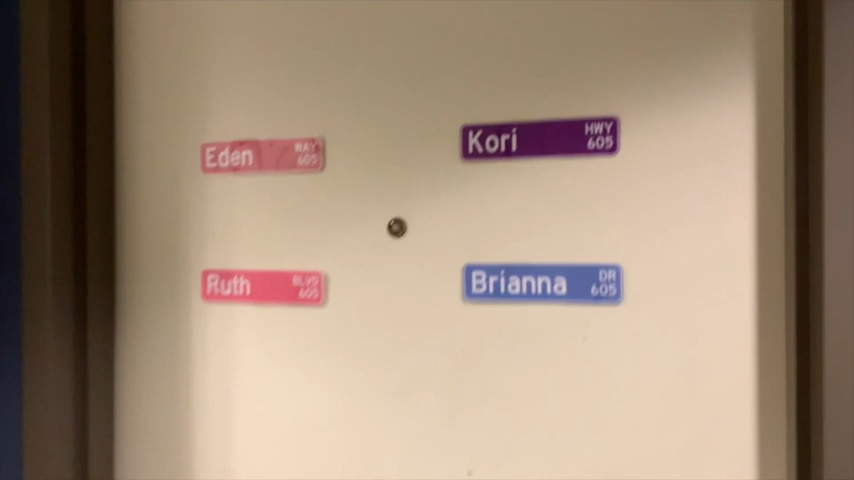 Eden WAY 605
Kori HWY 605
Ruth BLVD 605
Brianna DR 605